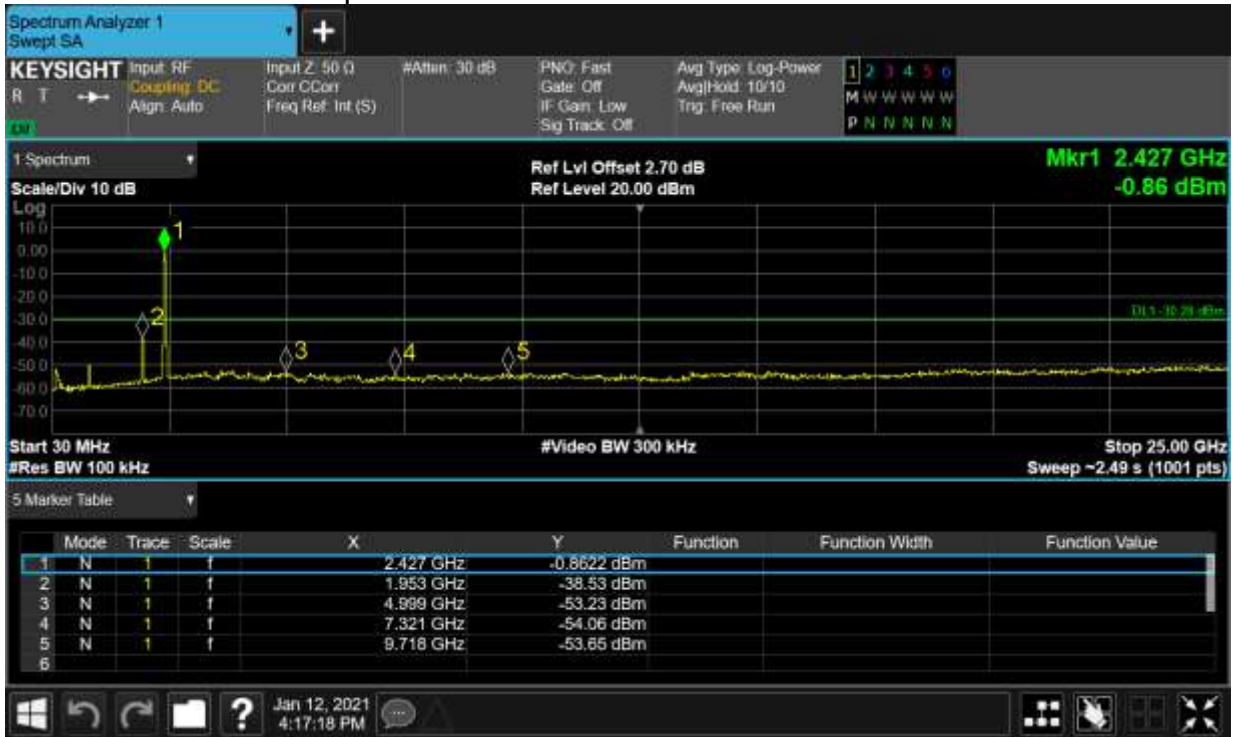 Spectrum Analyzer 1
Swept SA
+
KEYSIGHT Input: RF Input Z: 50 Ω #Atten: 30 dB PNO: Fast Avg Type: Log-Power 1 2 3 4 5 6
R T Coupling: DC Corr CCorr Gate: Off Avg|Hold: 10/10 M W W W W W
Align: Auto Freq Ref: Int (S) IF Gain: Low Trig: Free Run
Sig Track: Off P N N N N N
1 Spectrum Ref Lvl Offset 2.70 dB Mkr1 2.427 GHz
Scale/Div 10 dB Ref Level 20.00 dBm -0.86 dBm
Log
10.0 1
0.00
-10.0
-20.0
-30.0 2 DL1 -30.28 dBm
-40.0 3 4 5
-50.0
-60.0
-70.0
Start 30 MHz #Video BW 300 kHz Stop 25.00 GHz
#Res BW 100 kHz Sweep ~2.49 s (1001 pts)
5 Marker Table
Mode Trace Scale X Y Function Function Width Function Value
1 N 1 f 2.427 GHz -0.8622 dBm
2 N 1 f 1.953 GHz -38.53 dBm
3 N 1 f 4.999 GHz -53.23 dBm
4 N 1 f 7.321 GHz -54.06 dBm
5 N 1 f 9.718 GHz -53.65 dBm
6
? Jan 12, 2021
4:17:18 PM